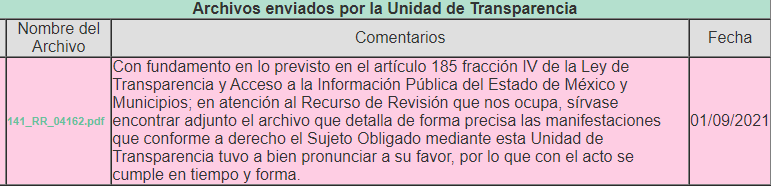 Archivos enviados por la Unidad de Transparencia
Nombre del
Archivo
Comentarios
Fecha
141_RR_04162.pdf
Con fundamento en lo previsto en el artículo 185 fracción IV de la Ley de
Transparencia y Acceso a la Información Pública del Estado de México y
Municipios; en atención al Recurso de Revisión que nos ocupa, sírvase
encontrar adjunto el archivo que detalla de forma precisa las manifestaciones
que conforme a derecho el Sujeto Obligado mediante esta Unidad de
Transparencia tuvo a bien pronunciar a su favor, por lo que con el acto se
cumple en tiempo y forma.
01/09/2021